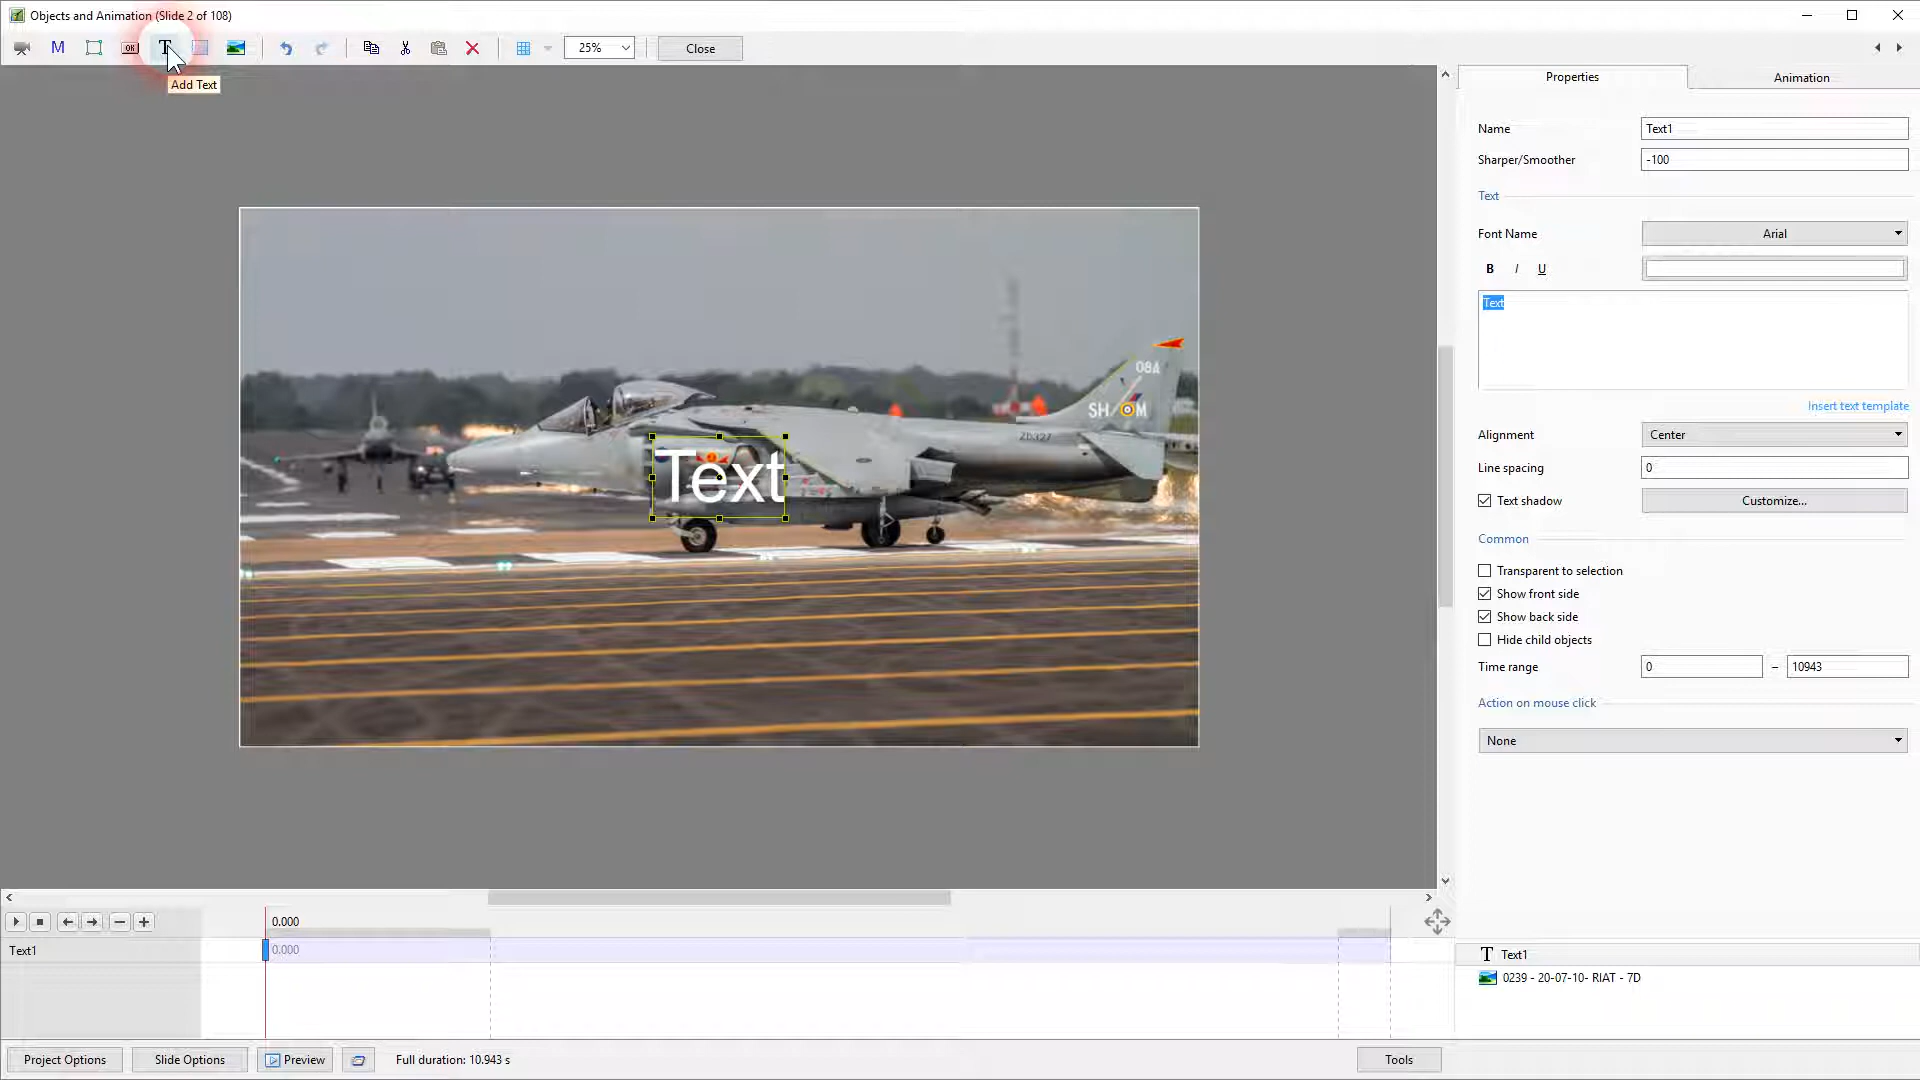 Objects and Animation (Slide 2 of 108)
M
OK
T
25%
Close
Add Text
Properties
Animation
Name
Text1
Sharper/Smoother
-100
Text
Font Name
Arial
B I U
Text
Insert text template
Alignment
Center
Line spacing
0
Text shadow
Customize...
Common
Transparent to selection
Show front side
Show back side
Hide child objects
Time range
0
–
10943
Action on mouse click
None
08A
SH M
ZD327
Text
0.000
Text1
0.000
T Text1
0239 - 20-07-10- RIAT - 7D
Project Options
Slide Options
Preview
Full duration: 10.943 s
Tools